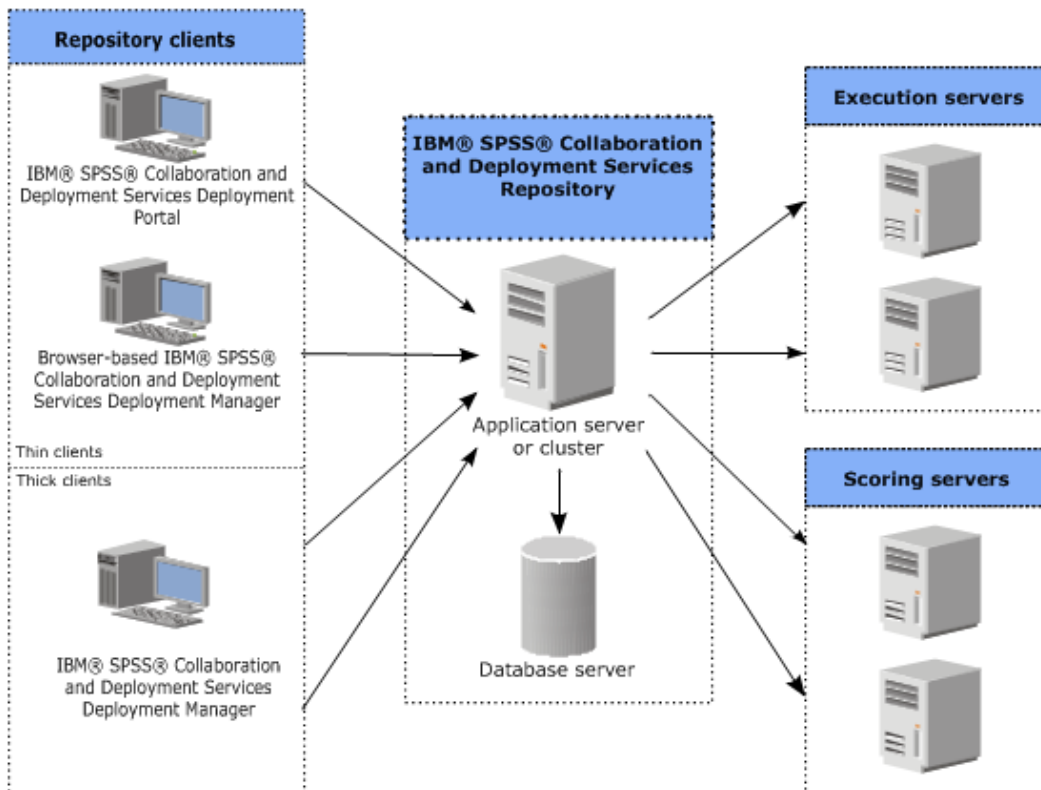 Repository clients
IBM® SPSS® Collaboration and
Deployment Services Deployment
Portal
Browser-based IBM® SPSS®
Collaboration and Deployment
Services Deployment Manager
Thin clients
Thick clients
IBM® SPSS® Collaboration
and Deployment Services
Deployment Manager
IBM® SPSS® Collaboration
and Deployment Services
Repository
Application server
or cluster
Database server
Execution servers
Scoring servers